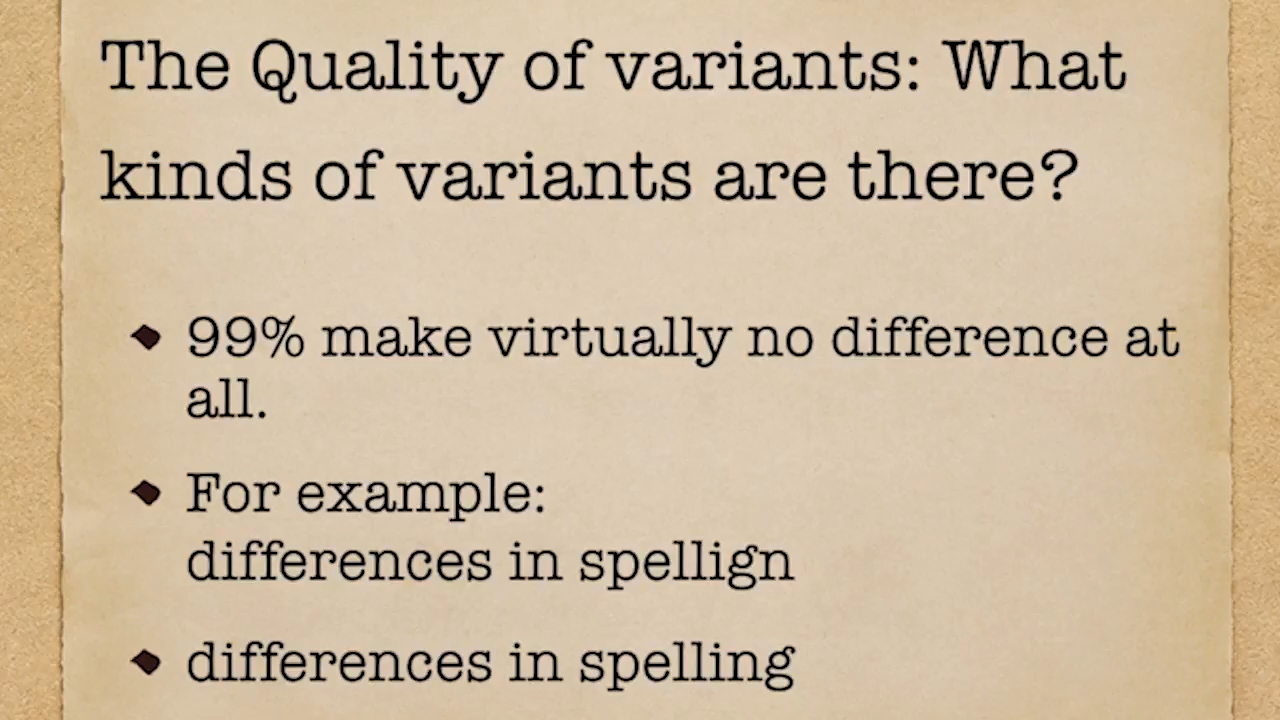 The Quality of variants: What
kinds of variants are there?
99% make virtually no difference at
all.
For example:
differences in spellign
differences in spelling